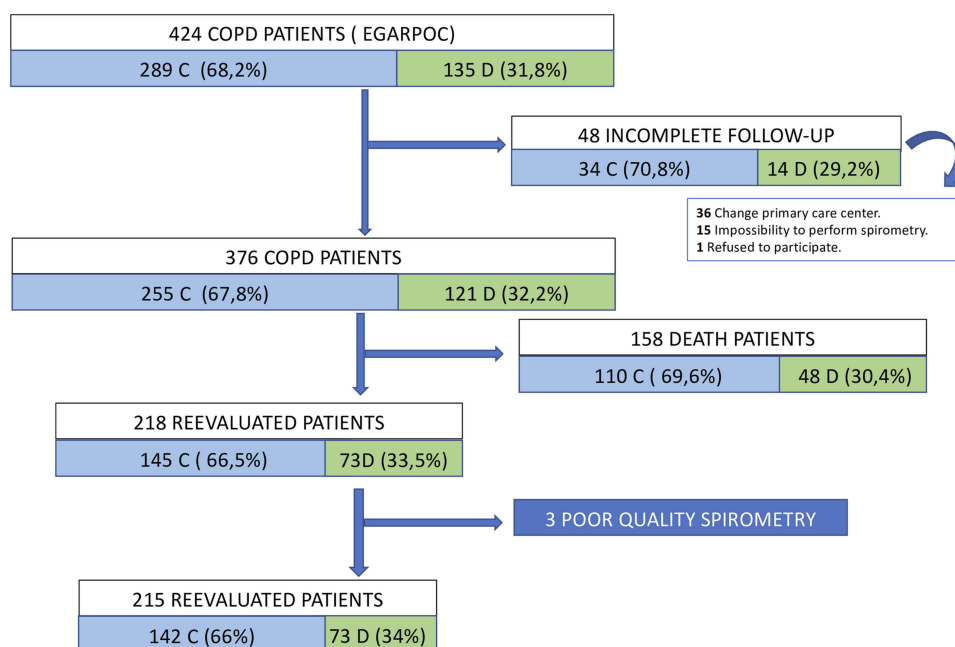 424 COPD PATIENTS ( EGARPOC)
289 C (68,2%) 135 D (31,8%)
48 INCOMPLETE FOLLOW-UP
34 C (70,8%) 14 D (29,2%)
36 Change primary care center.
15 Impossibility to perform spirometry.
1 Refused to participate.
376 COPD PATIENTS
255 C (67,8%) 121 D (32,2%)
158 DEATH PATIENTS
110 C ( 69,6%) 48 D (30,4%)
218 REEVALUATED PATIENTS
145 C ( 66,5%) 73D (33,5%)
3 POOR QUALITY SPIROMETRY
215 REEVALUATED PATIENTS
142 C (66%) 73 D (34%)